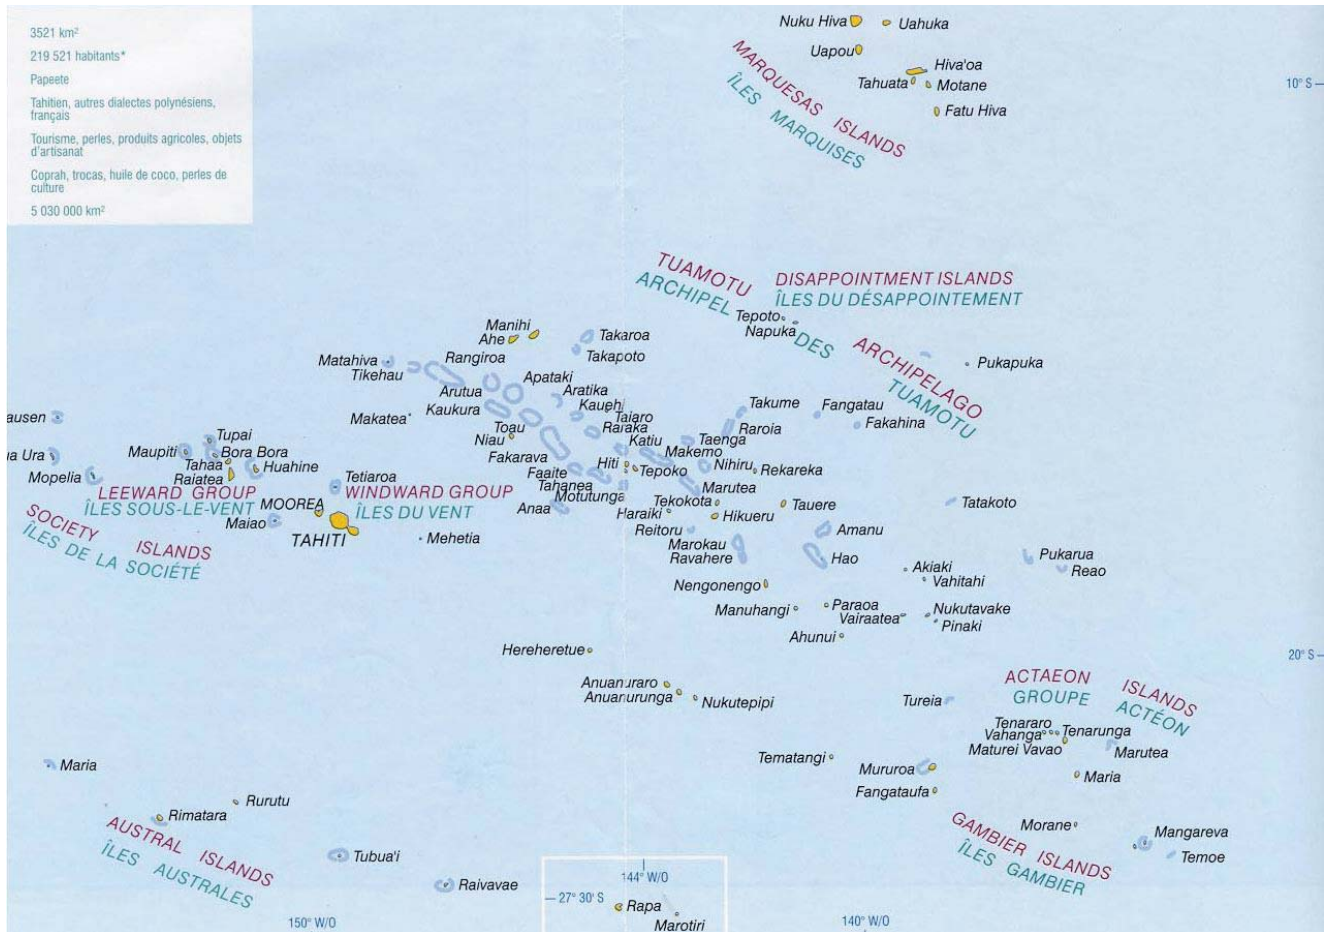 3521 km²
219 521 habitants*
Papeete
Tahitien, autres dialectes polynésiens,
français
Tourisme, perles, produits agricoles, objets
d'artisanat
Coprah, trocas, huile de coco, perles de
culture
5 030 000 km²
Nuku Hiva
Uahuka
Uapou
Hiva'oa
Tahuata
Motane
Fatu Hiva
MARQUESAS ISLANDS
ÎLES MARQUISES
10° S
TUAMOTU ARCHIPELAGO
ARCHIPEL DES TUAMOTU
DISAPPOINTMENT ISLANDS
ÎLES DU DÉSAPPOINTEMENT
Tepoto
Napuka
Pukapuka
Manihi
Ahe
Takaroa
Takapoto
Matahiva
Tikehau
Rangiroa
Apataki
Arutua
Aratika
Kaukura
Kauehi
Makatea
Taiaro
Toau
Raraka
Niau
Katiu
Fakarava
Takume
Raroia
Fangatau
Fakahina
Taenga
Makemo
Nihiru
Rekareka
Faaite
Hiti
Tepoko
Tahanea
Motutunga
Marutea
Anaa
Haraiki
Tekokota
Hikueru
Tauere
Reitoru
Amanu
Marokau
Ravahere
Hao
Tatakoto
Pukarua
Reao
Akiaki
Vahitahi
Nengonengo
Manuhangi
Paraoa
Vairaatea
Nukutavake
Pinaki
Ahunui
ausen
a Ura
Mopelia
Maupiti
Tupai
Bora Bora
Tahaa
Huahine
Raiatea
Tetiaroa
LEEWARD GROUP
ÎLES SOUS-LE-VENT
WINDWARD GROUP
ÎLES DU VENT
MOOREA
Maiao
TAHITI
Mehetia
SOCIETY ISLANDS
ÎLES DE LA SOCIÉTÉ
Hereheretue
20° S
Anuanuraro
Anuanurunga
Nukutepipi
ACTAEON ISLANDS
GROUPE ACTÉON
Tureia
Tenararo
Vahanga
Tenarunga
Maturei Vavao
Marutea
Tematangi
Mururoa
Maria
Fangataufa
Morane
Mangareva
Temoe
GAMBIER ISLANDS
ÎLES GAMBIER
Maria
Rurutu
Rimatara
AUSTRAL ISLANDS
ÎLES AUSTRALES
Tubua'i
Raivavae
144° W/O
27° 30' S
Rapa
Marotiri
150° W/O
140° W/O